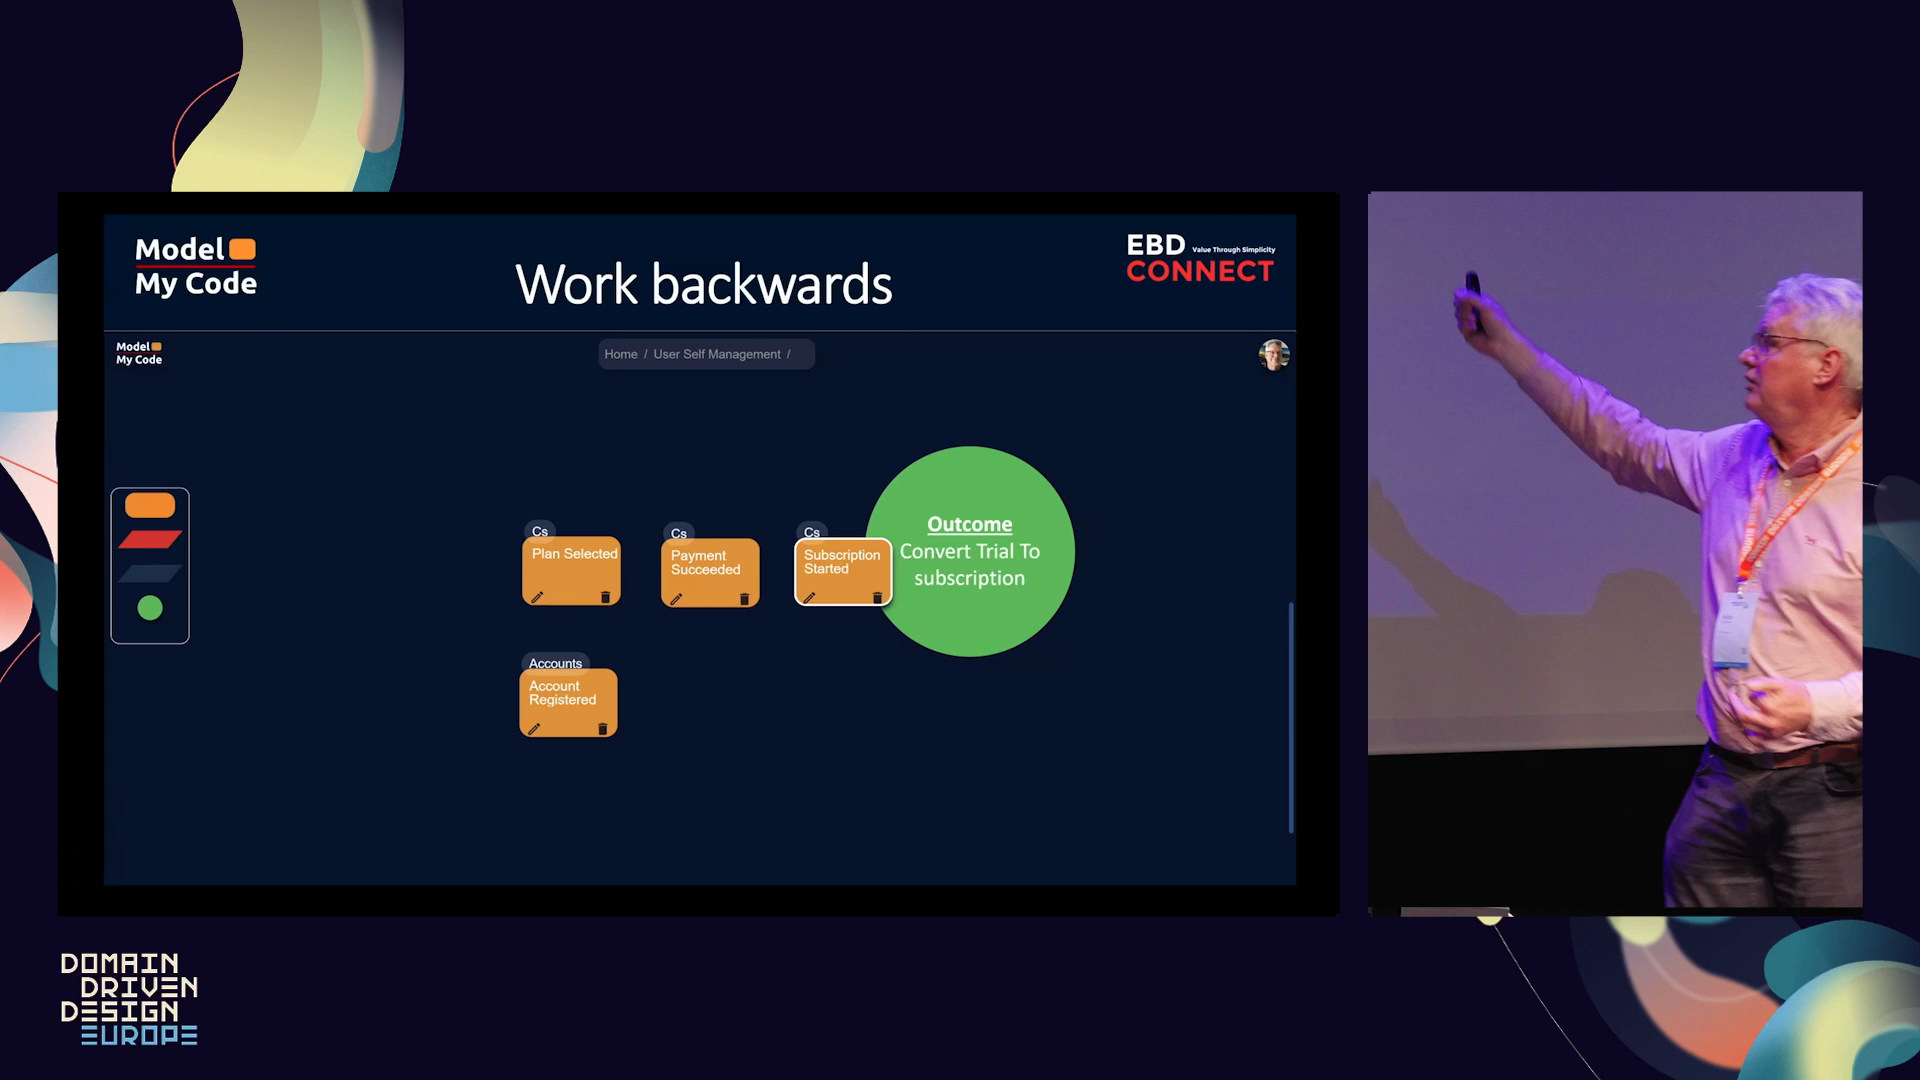 Model
My Code
Work backwards
EBD Value Through Simplicity
CONNECT
Model
My Code
Home / User Self Management /
Cs
Plan Selected
Cs
Payment
Succeeded
Cs
Subscription
Started
Outcome
Convert Trial To
subscription
Accounts
Account
Registered
DOMAIN
DRIVEN
DESIGN
EUROPE